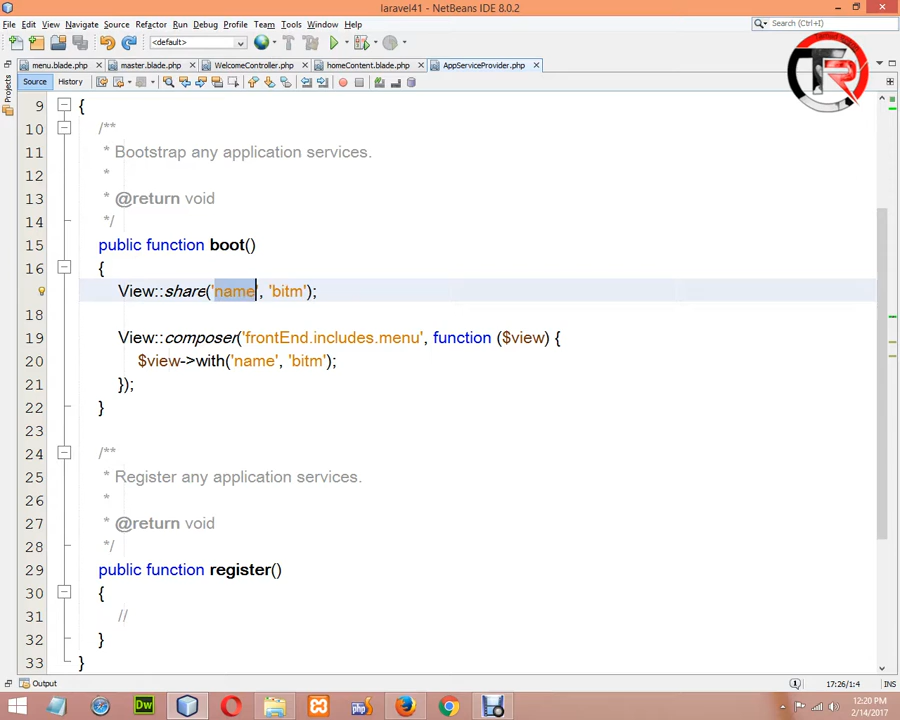 laravel41 - NetBeans IDE 8.0.2
File Edit View Navigate Source Refactor Run Debug Profile Team Tools Window Help
<default>
Search (Ctrl+I)
menu.blade.php master.blade.php WelcomeController.php homeContent.blade.php AppServiceProvider.php
Source History
Projects
9 {
10 /**
11 * Bootstrap any application services.
12 *
13 * @return void
14 */
15 public function boot()
16 {
View::share('name', 'bitm');
18
19 View::composer('frontEnd.includes.menu', function ($view) {
20 $view->with('name', 'bitm');
21 });
22 }
23
24 /**
25 * Register any application services.
26 *
27 * @return void
28 */
29 public function register()
30 {
31 //
32 }
33 }
Output
17:26/1:4 INS
12:20 PM
2/14/2017